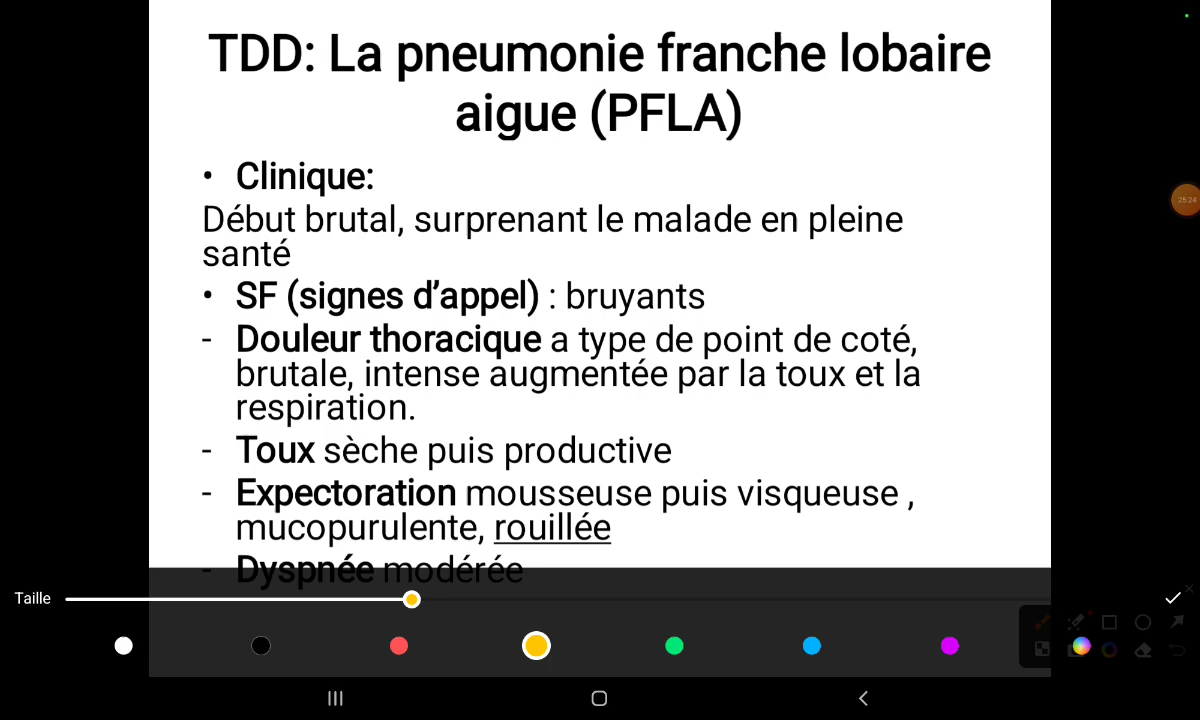 TDD: La pneumonie franche lobaire
aigue (PFLA)
• Clinique:
Début brutal, surprenant le malade en pleine
santé
• SF (signes d’appel) : bruyants
- Douleur thoracique a type de point de coté,
brutale, intense augmentée par la toux et la
respiration.
- Toux sèche puis productive
- Expectoration mousseuse puis visqueuse ,
mucopurulente, rouillée
- Dyspnée modérée
Taille
25:24